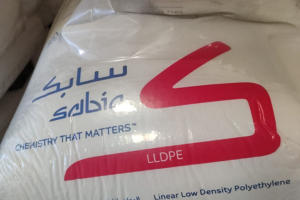 سابك
sabic
CHEMISTRY THAT MATTERS™
LLDPE
Linear Low Density Polyethylene